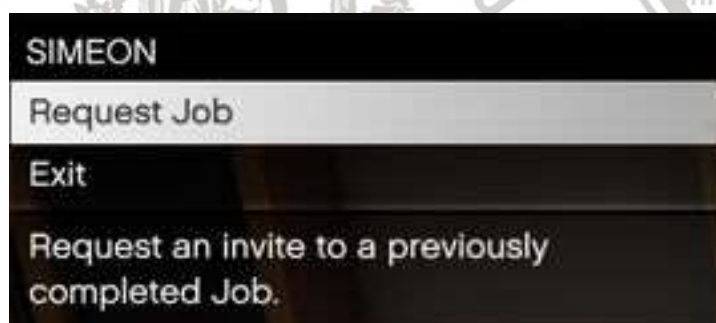 SIMEON
Request Job
Exit
Request an invite to a previously
completed Job.